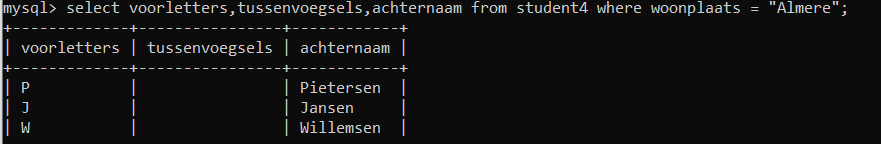 mysql> select voorletters,tussenvoegsels,achternaam from student4 where woonplaats = "Almere";
+-------------+----------------+------------+
| voorletters | tussenvoegsels | achternaam |
+-------------+----------------+------------+
| P           |                | Pietersen  |
| J           |                | Jansen     |
| W           |                | Willemsen  |